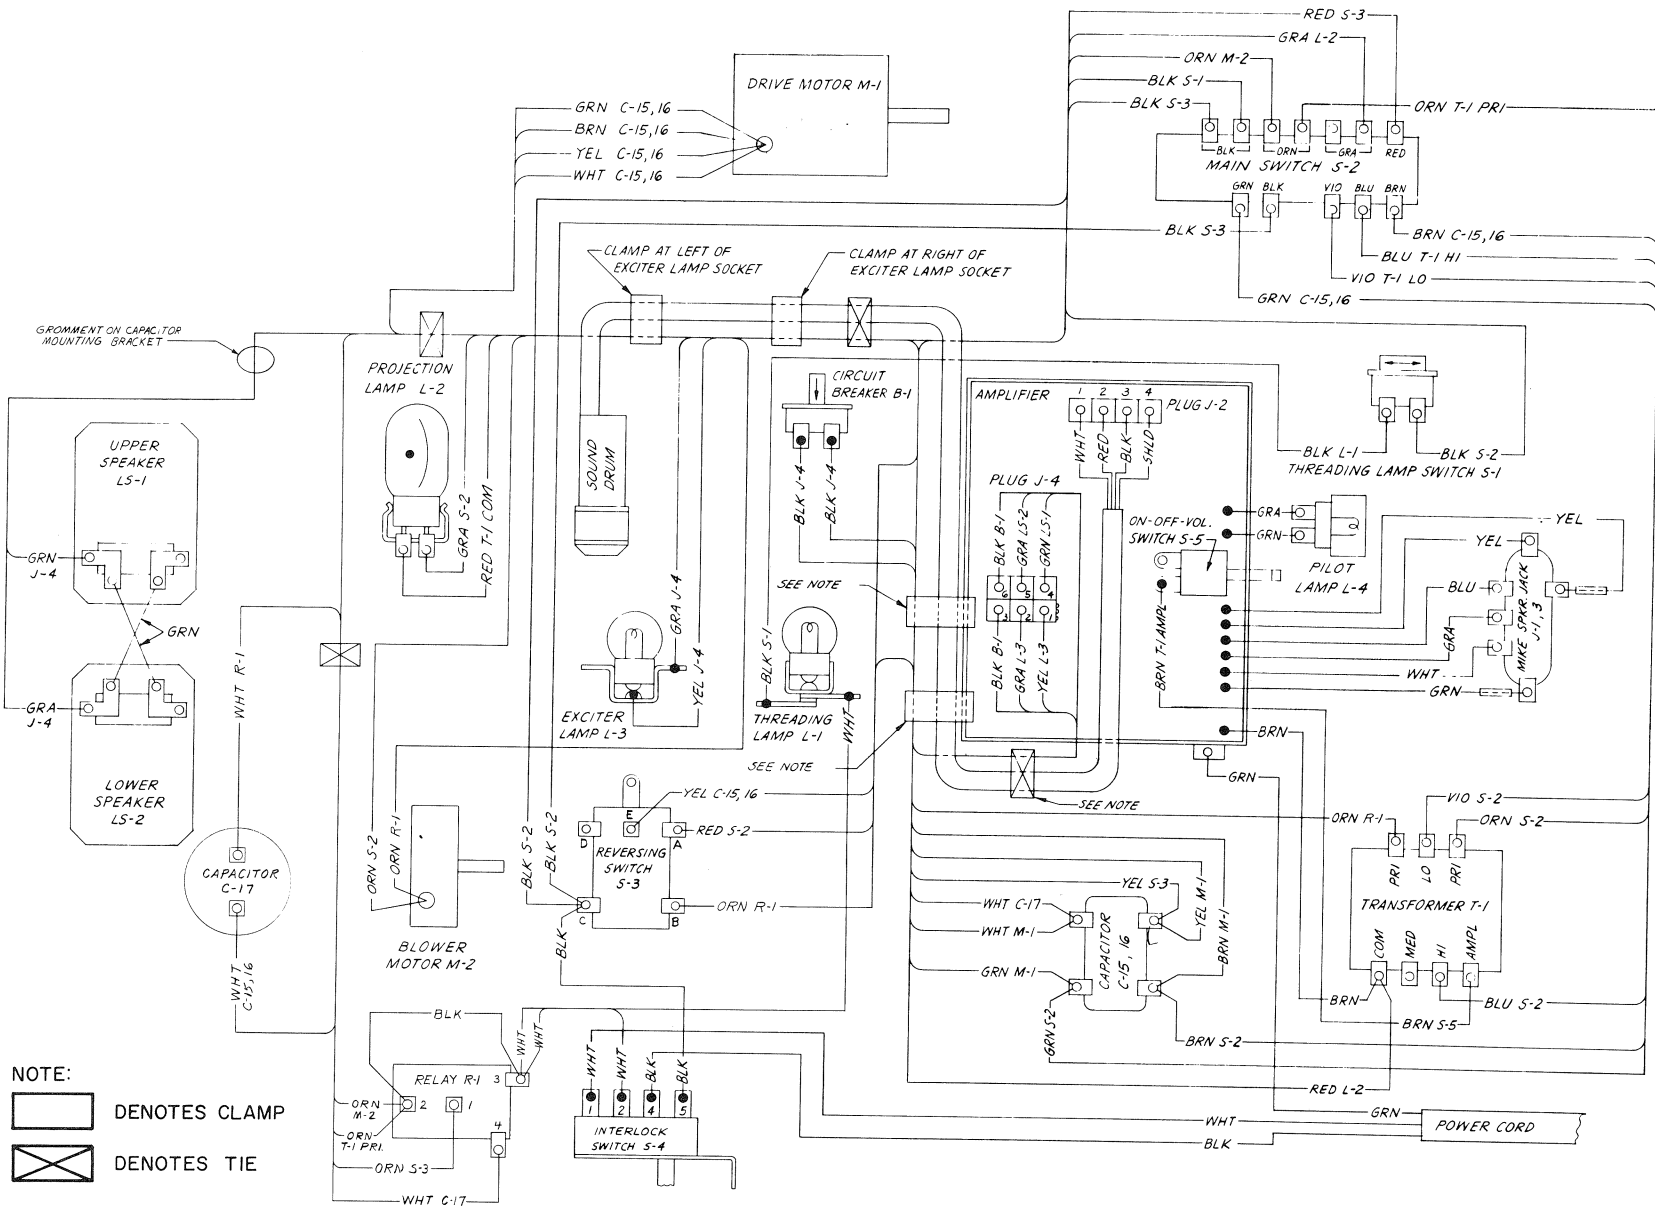 RED S-3
GRA L-2
ORN M-2
BLK S-1
BLK S-3
ORN T-1 PRI
BLK
ORN
GRA
RED
MAIN SWITCH S-2
GRN
BLK
VIO
BLU
BRN
BLK S-3
BRN C-15,16
BLU T-1 HI
VIO T-1 LO
GRN C-15,16
DRIVE MOTOR M-1
GRN C-15,16
BRN C-15,16
YEL C-15,16
WHT C-15,16
CLAMP AT LEFT OF
EXCITER LAMP SOCKET
CLAMP AT RIGHT OF
EXCITER LAMP SOCKET
GROMMENT ON CAPACITOR
MOUNTING BRACKET
PROJECTION
LAMP L-2
GRA S-2
RED T-1 COM
SOUND
DRUM
CIRCUIT
BREAKER B-1
BLK J-4
BLK J-4
AMPLIFIER
1
2
3
4
PLUG J-2
WHT
RED
BLK
SHLD
PLUG J-4
BLK B-1
GRA LS-2
GRN LS-1
6
5
4
3
2
1
BLK B-1
GRA L-3
YEL L-3
ON-OFF-VOL.
SWITCH S-5
BRN T-1 AMPL
BLK L-1
BLK S-2
THREADING LAMP SWITCH S-1
GRA
GRN
PILOT
LAMP L-4
YEL
YEL
BLU
GRA
WHT
GRN
MIKE SPKR. JACK
J-1, 3
BRN
GRN
UPPER
SPEAKER
LS-1
GRN
J-4
GRN
GRA
J-4
LOWER
SPEAKER
LS-2
WHT R-1
CAPACITOR
C-17
WHT
C-15,16
SEE NOTE
EXCITER
LAMP L-3
GRA J-4
YEL J-4
BLK S-1
THREADING
LAMP L-1
WHT
SEE NOTE
SEE NOTE
ORN S-2
ORN R-1
BLOWER
MOTOR M-2
BLK S-2
BLK S-2
YEL C-15,16
E
D
A
RED S-2
REVERSING
SWITCH
S-3
C
B
ORN R-1
BLK
VIO S-2
ORN R-1
ORN S-2
PRI
LO
PRI
TRANSFORMER T-1
COM
MED
HI
AMPL
BRN
BLU S-2
BRN S-5
YEL S-3
YEL M-1
BRN M-1
WHT C-17
WHT M-1
GRN M-1
CAPACITOR
C-15, 16
GRN S-2
BRN S-2
RED L-2
BLK
WHT
WHT
RELAY R-1
3
ORN
M-2
2
1
4
ORN
T-1 PRI.
ORN S-3
WHT C-17
WHT
WHT
BLK
BLK
1
2
4
5
INTERLOCK
SWITCH S-4
GRN
WHT
BLK
POWER CORD
NOTE:
DENOTES CLAMP
DENOTES TIE